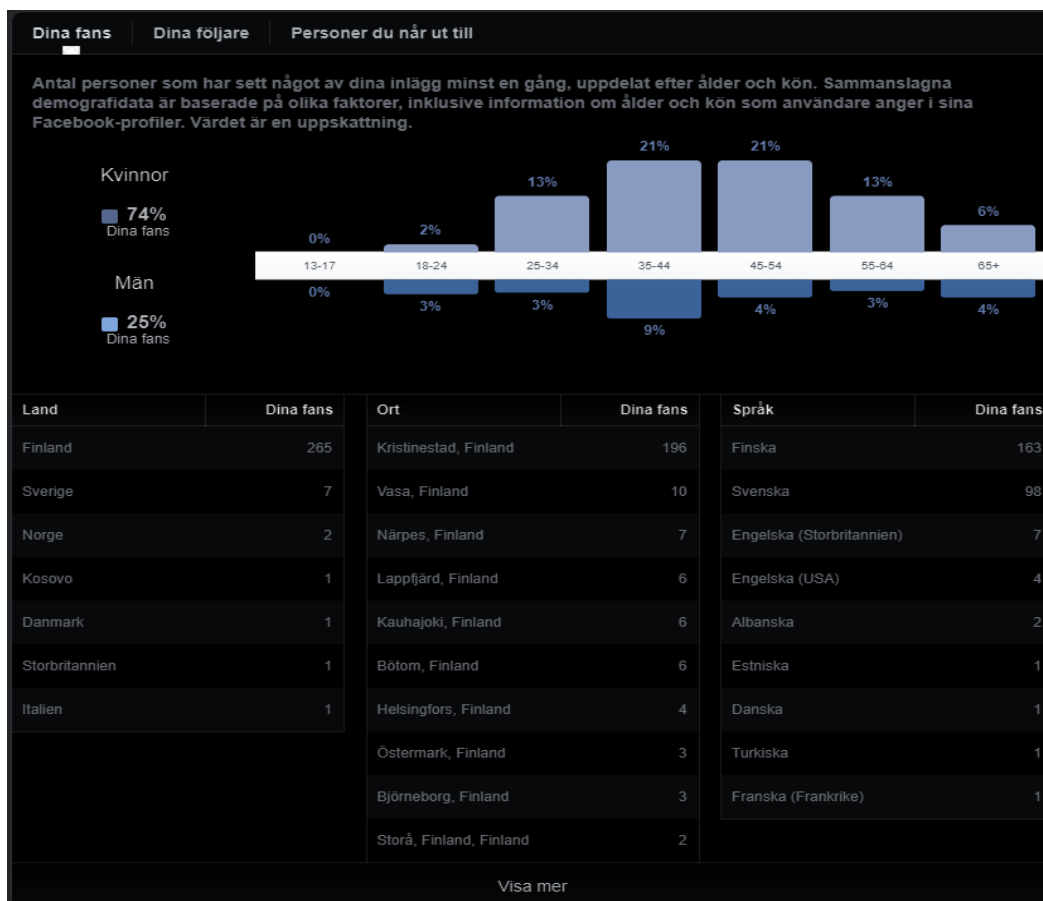 Dina fans Dina följare Personer du når ut till
Antal personer som har sett något av dina inlägg minst en gång, uppdelat efter ålder och kön. Sammanslagna
demografidata är baserade på olika faktorer, inklusive information om ålder och kön som användare anger i sina
Facebook-profiler. Värdet är en uppskattning.
Kvinnor
74%
Dina fans
0% 2% 13% 21% 21% 13% 6%
13-17 18-24 25-34 35-44 45-54 55-64 65+
0% 3% 3% 9% 4% 3% 4%
Män
25%
Dina fans
Land Dina fans
Finland 265
Sverige 7
Norge 2
Kosovo 1
Danmark 1
Storbritannien 1
Italien 1
Ort Dina fans
Kristinestad, Finland 196
Vasa, Finland 10
Närpes, Finland 7
Lappfjärd, Finland 6
Kauhajoki, Finland 6
Bötom, Finland 6
Helsingfors, Finland 4
Östermark, Finland 3
Björneborg, Finland 3
Storå, Finland, Finland 2
Språk Dina fans
Finska 163
Svenska 98
Engelska (Storbritannien) 7
Engelska (USA) 4
Albanska 2
Estniska 1
Danska 1
Turkiska 1
Franska (Frankrike) 1
Visa mer